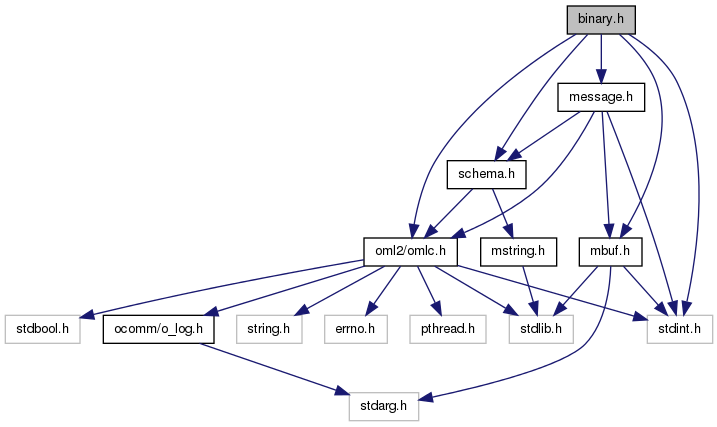 binary.h
message.h
schema.h
oml2/omlc.h
mstring.h
mbuf.h
stdbool.h
ocomm/o_log.h
string.h
errno.h
pthread.h
stdlib.h
stdint.h
stdarg.h